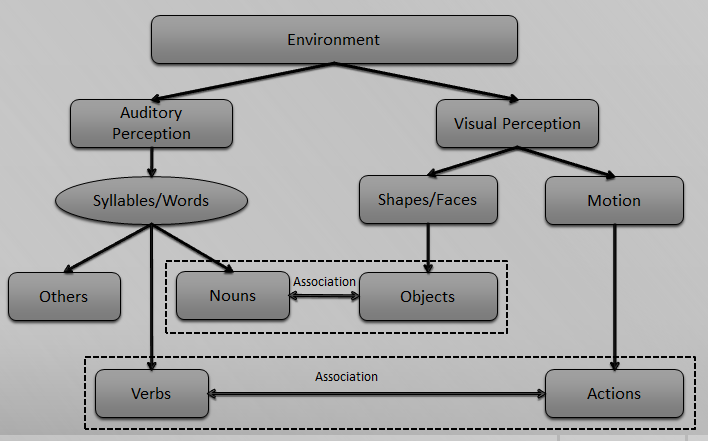 Environment
Auditory
Perception
Visual Perception
Syllables/Words
Shapes/Faces
Motion
Others
Nouns
Association
Objects
Verbs
Association
Actions